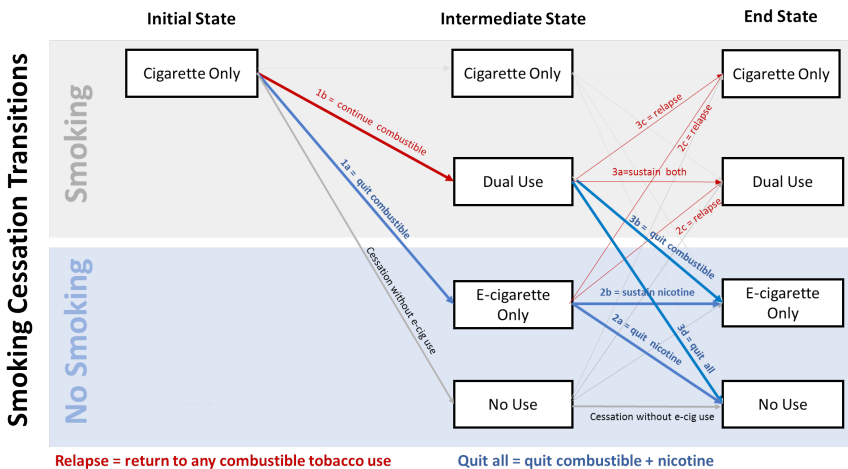 Initial State
Intermediate State
End State
Smoking Cessation Transitions
Smoking
No Smoking
Cigarette Only
Cigarette Only
Cigarette Only
1b = continue combustible
3c = relapse
2c = relapse
Dual Use
3a=sustain both
Dual Use
1a = quit combustible
2c = relapse
3b = quit combustible
Cessation without e-cig use
E-cigarette
Only
2b = sustain nicotine
E-cigarette
Only
2a = quit nicotine
3d = quit all
No Use
Cessation without e-cig use
No Use
Relapse = return to any combustible tobacco use
Quit all = quit combustible + nicotine